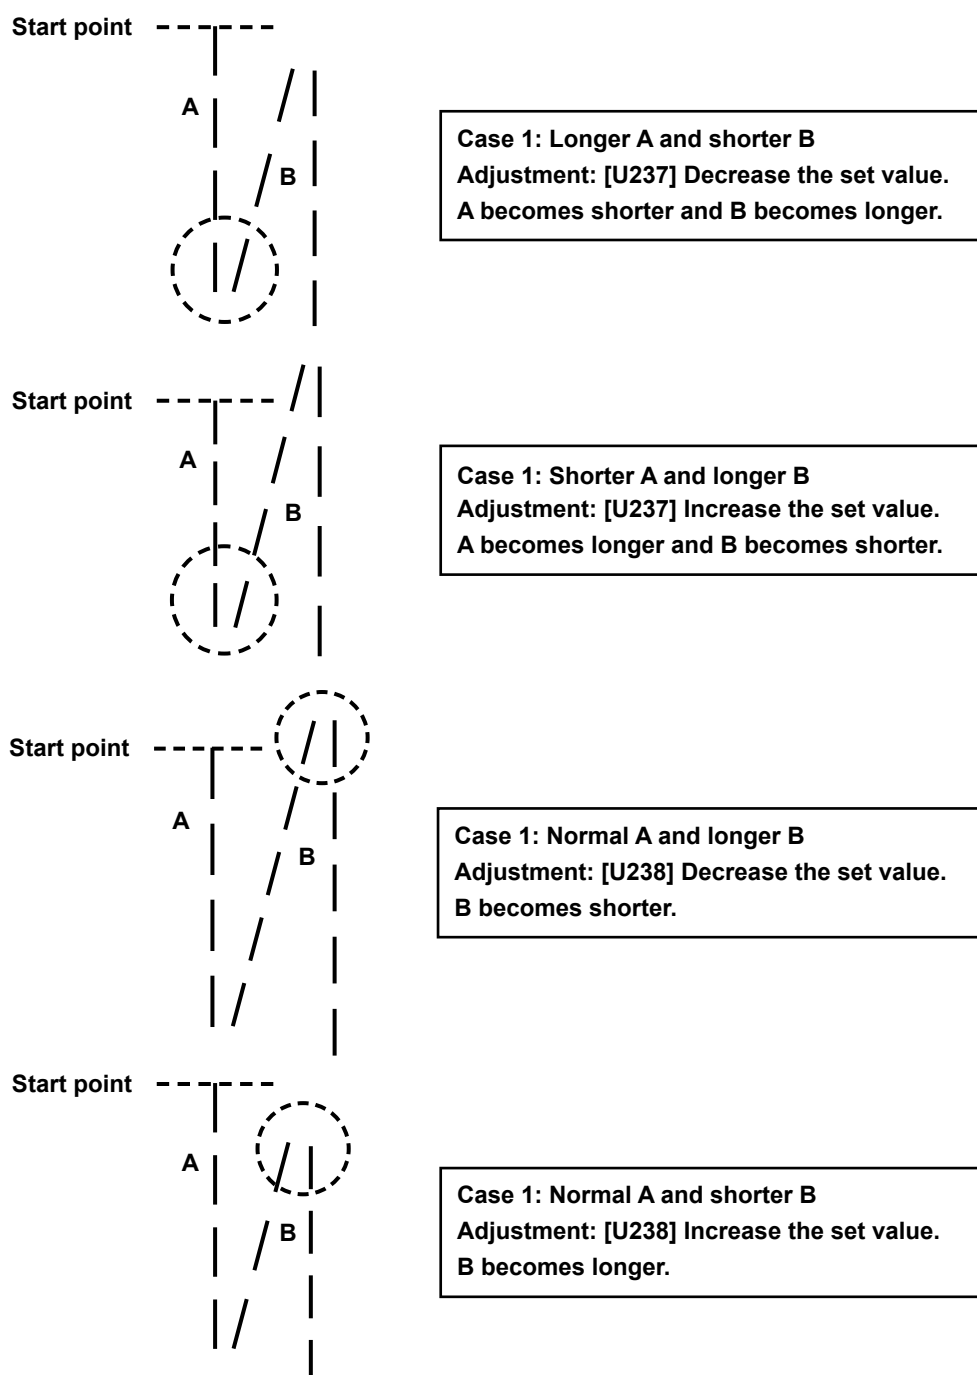 Start point
A
B
Case 1: Longer A and shorter B
Adjustment: [U237] Decrease the set value.
A becomes shorter and B becomes longer.
Start point
A
B
Case 1: Shorter A and longer B
Adjustment: [U237] Increase the set value.
A becomes longer and B becomes shorter.
Start point
A
B
Case 1: Normal A and longer B
Adjustment: [U238] Decrease the set value.
B becomes shorter.
Start point
A
B
Case 1: Normal A and shorter B
Adjustment: [U238] Increase the set value.
B becomes longer.